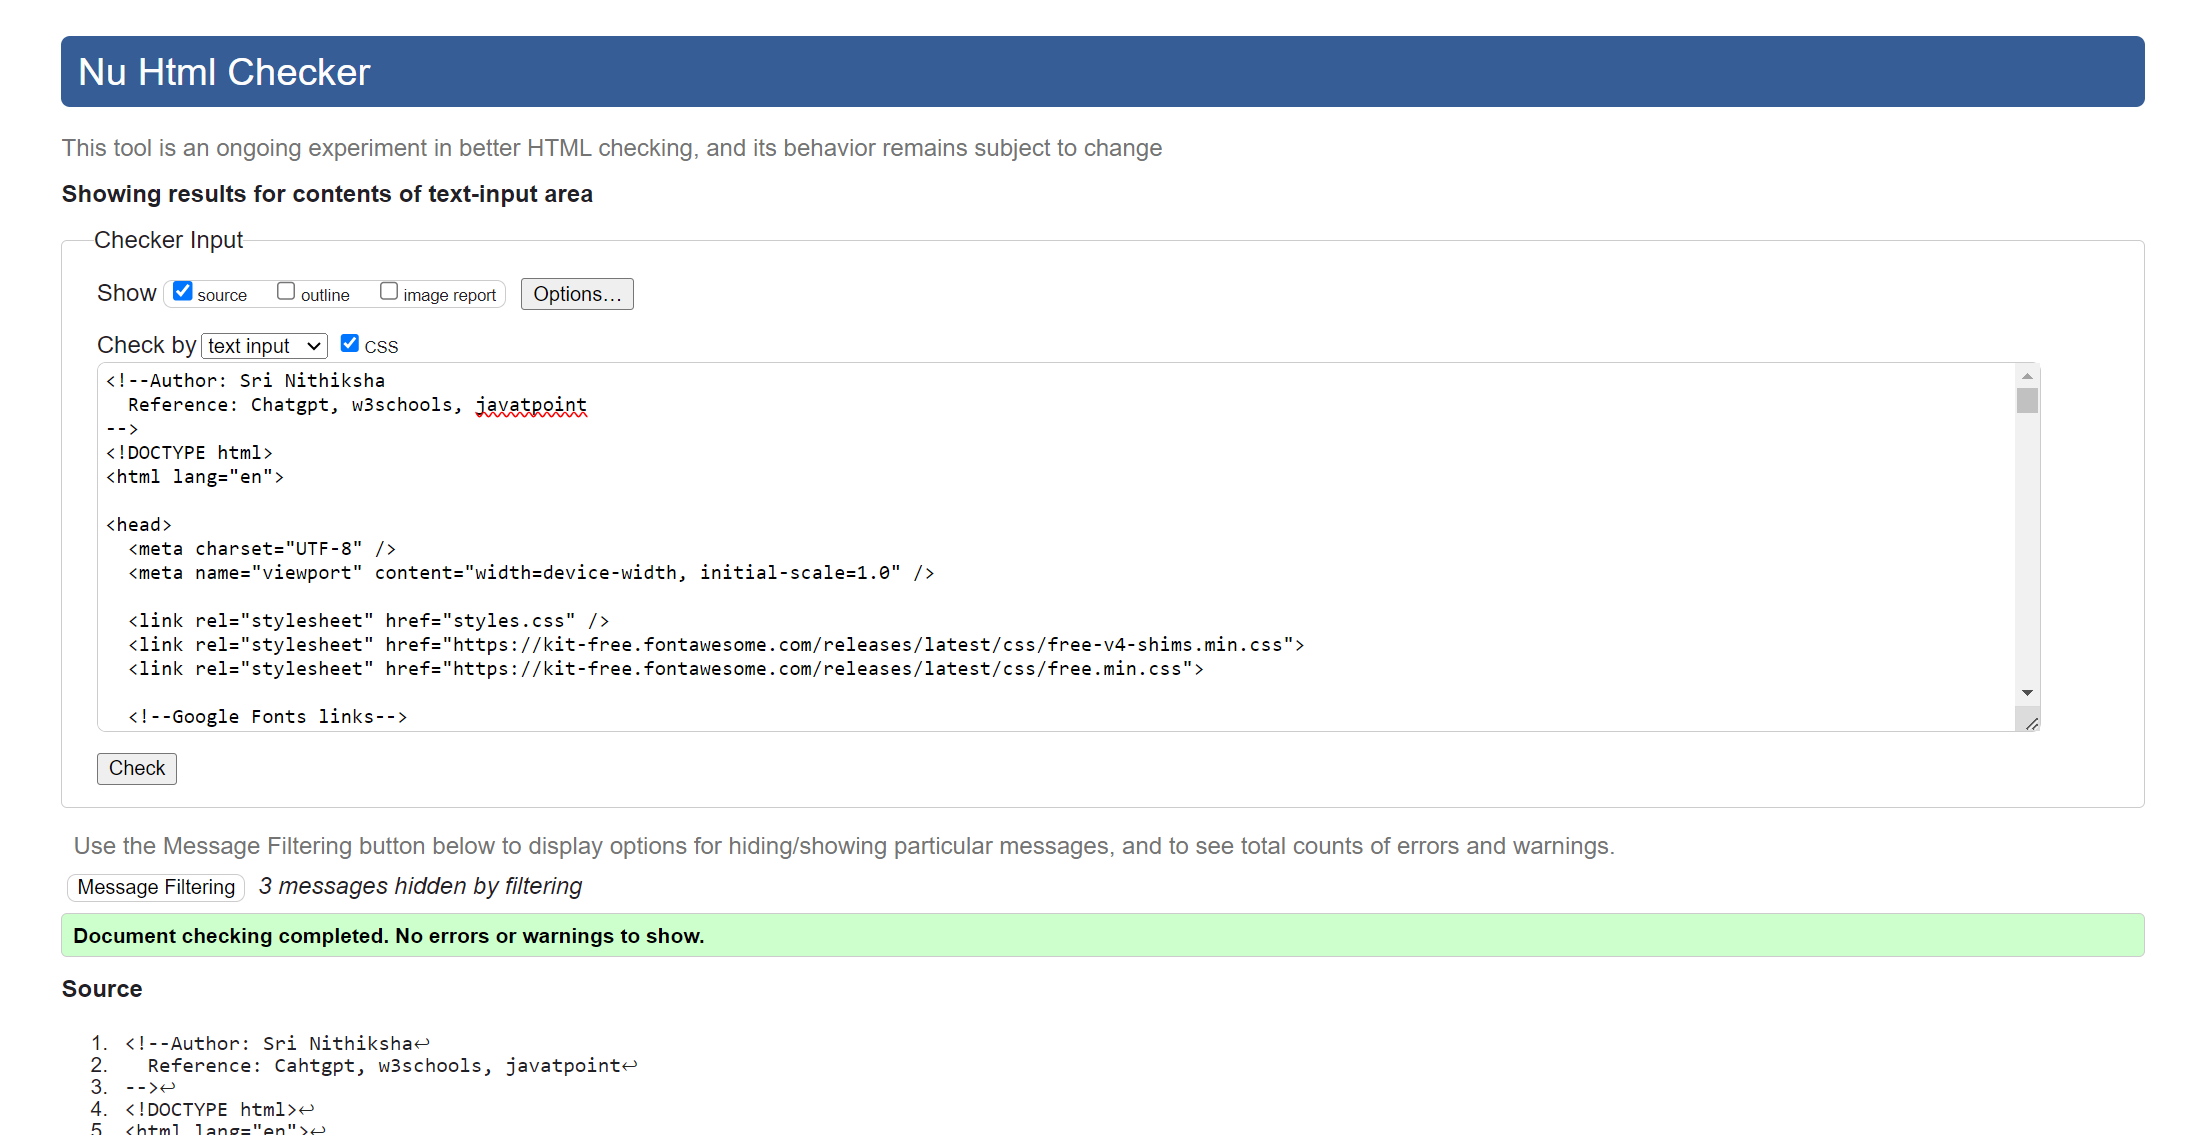 Nu Html Checker
This tool is an ongoing experiment in better HTML checking, and its behavior remains subject to change
Showing results for contents of text-input area
Checker Input
Show source outline image report Options…
Check by text input CSS
<!--Author: Sri Nithiksha
  Reference: Chatgpt, w3schools, javatpoint
-->
<!DOCTYPE html>
<html lang="en">
<head>
  <meta charset="UTF-8" />
  <meta name="viewport" content="width=device-width, initial-scale=1.0" />
  <link rel="stylesheet" href="styles.css" />
  <link rel="stylesheet" href="https://kit-free.fontawesome.com/releases/latest/css/free-v4-shims.min.css">
  <link rel="stylesheet" href="https://kit-free.fontawesome.com/releases/latest/css/free.min.css">
  <!--Google Fonts links-->
Check
Use the Message Filtering button below to display options for hiding/showing particular messages, and to see total counts of errors and warnings.
Message Filtering 3 messages hidden by filtering
Document checking completed. No errors or warnings to show.
Source
1. <!--Author: Sri Nithiksha↩
2.   Reference: Cahtgpt, w3schools, javatpoint↩
3. -->↩
4. <!DOCTYPE html>↩
5. <html lang="en">↩